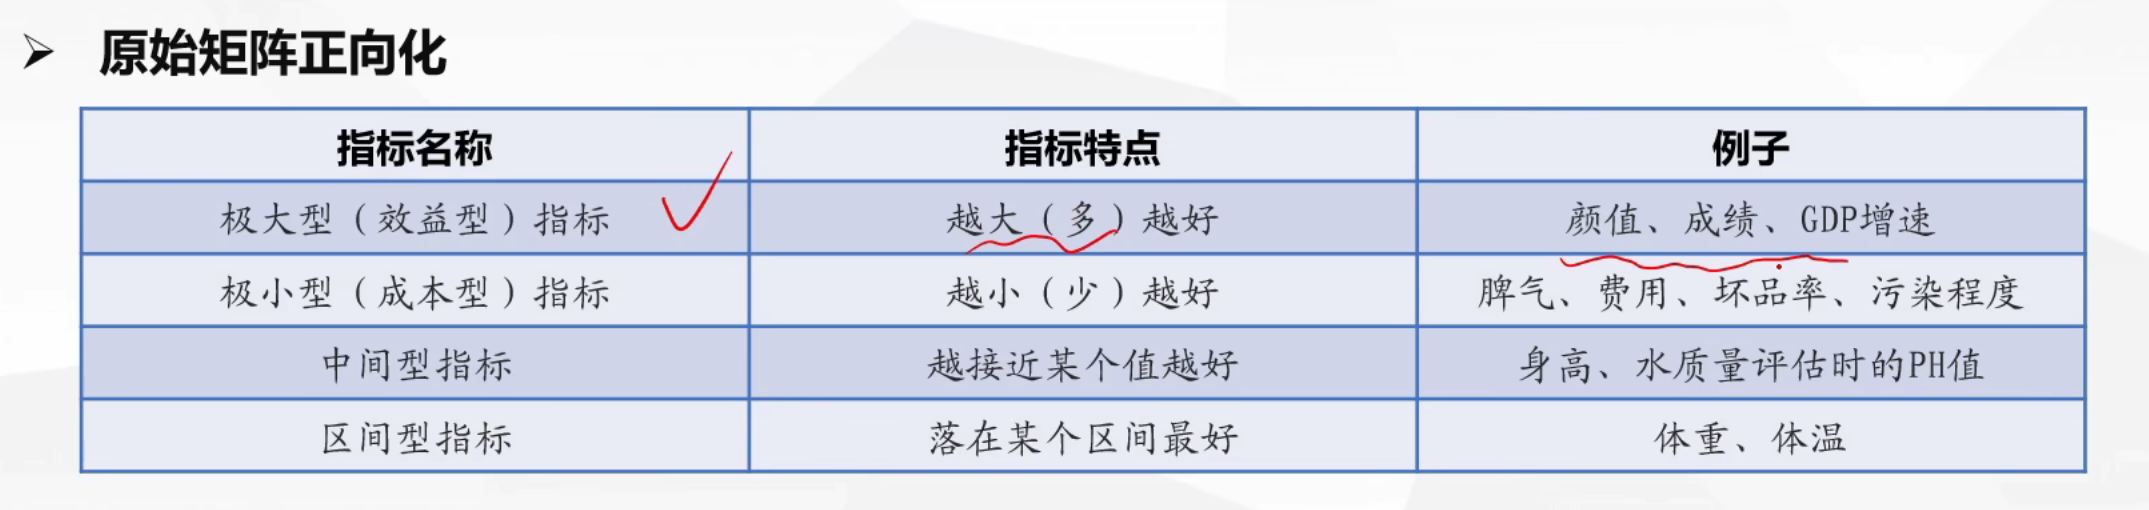 原始矩阵正向化
指标名称 指标特点 例子
极大型（效益型）指标 越大（多）越好 颜值、成绩、GDP增速
极小型（成本型）指标 越小（少）越好 脾气、费用、坏品率、污染程度
中间型指标 越接近某个值越好 身高、水质量评估时的PH值
区间型指标 落在某个区间最好 体重、体温